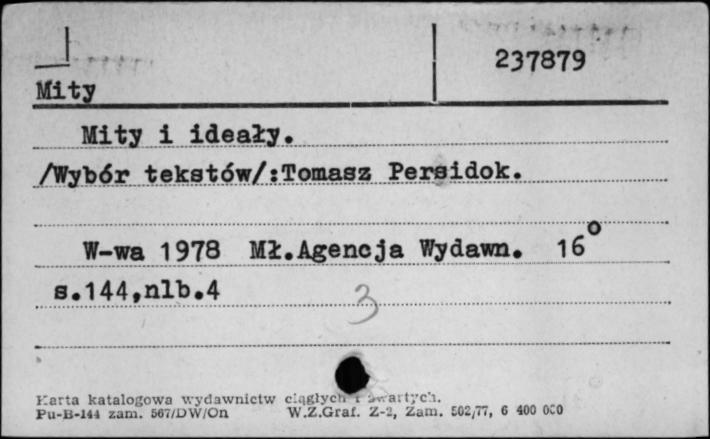 237879
Mity
Mity i ideały.
/Wybór tekstów/:Tomasz Persidok.
W-wa 1978 Mł.Agencja Wydawn. 16°
s.144,nlb.4
3
Karta katalogowa wydawnictw ciągłych i zwartych.
Pu-B-144 zam. 567/DW/On W.Z.Graf. Z-2, Zam. 502/77, 6 400 000